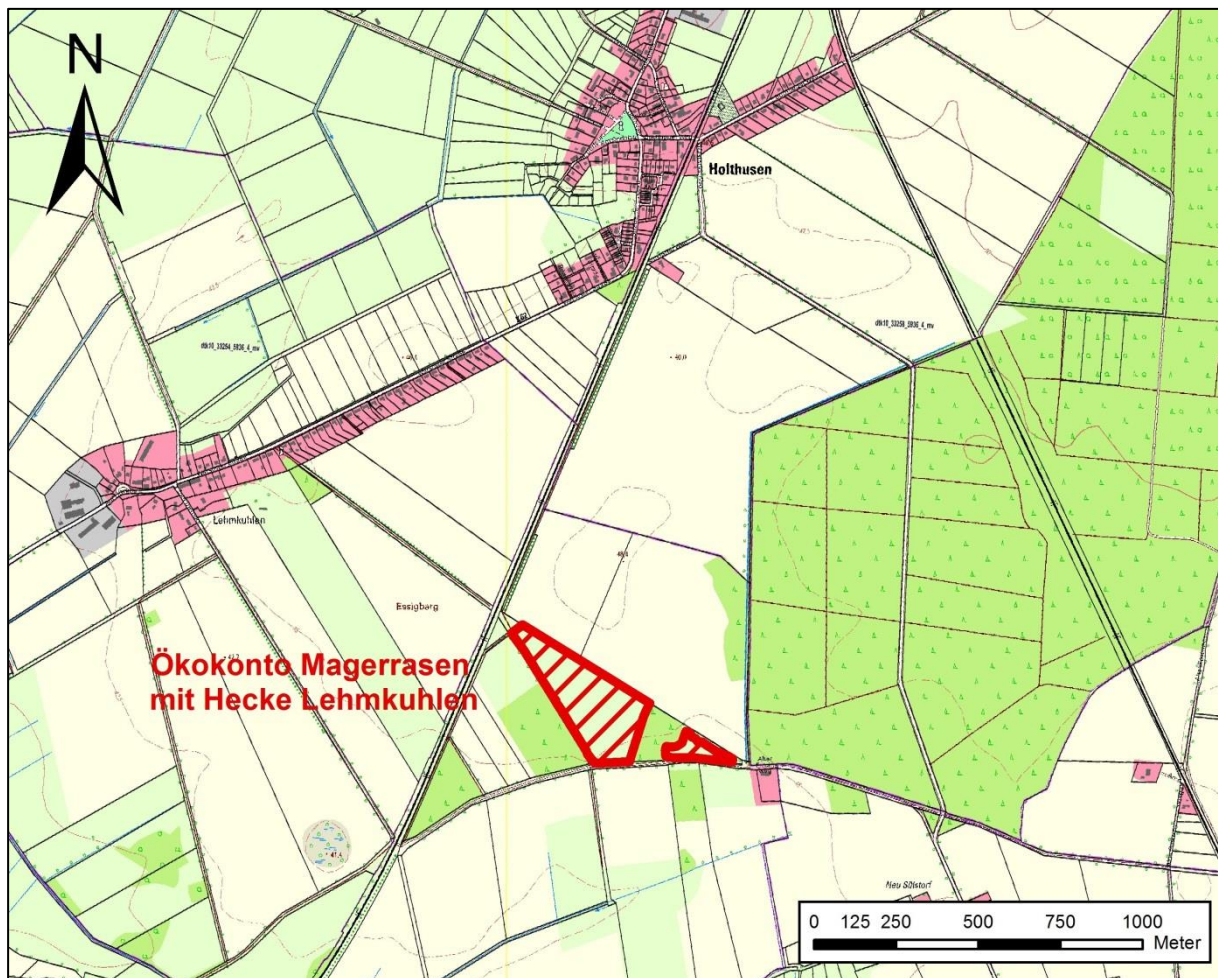 N
Holthusen
Lehmkuhlen
Essigberg
Ökokonto Magerrasen
mit Hecke Lehmkuhlen
Neu Sülstorf
0 125 250 500 750 1000
Meter